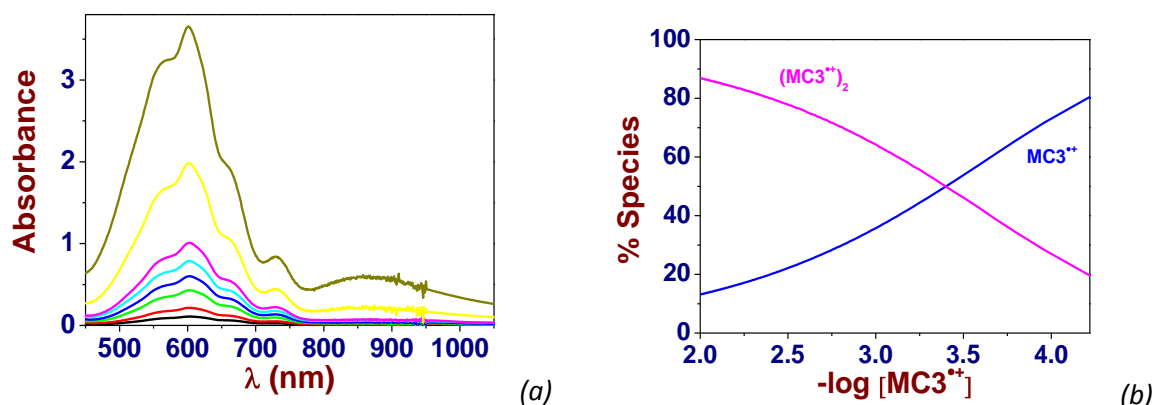 3
2
1
0
Absorbance
500 600 700 800 900 1000
λ (nm)
(a)
100
80
60
40
20
0
% Species
(MC3•+)2
MC3•+
2.0 2.5 3.0 3.5 4.0
-log [MC3•+]
(b)